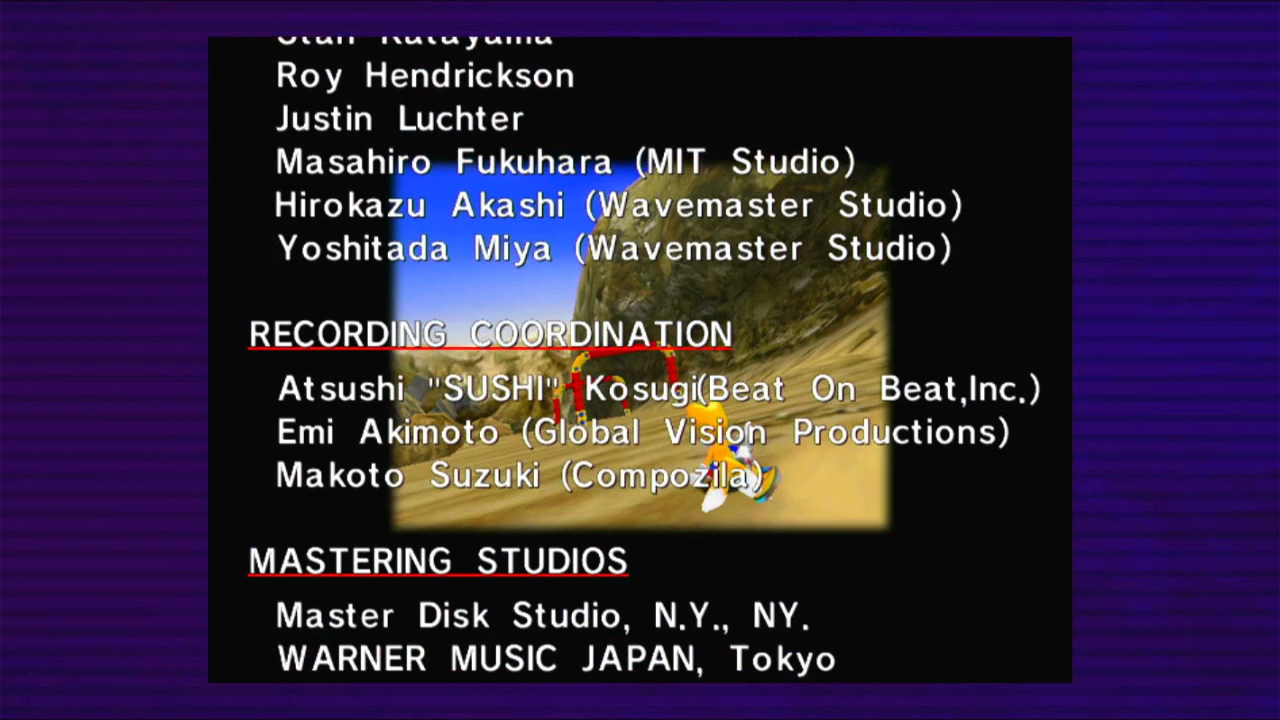 Stan Katayama
Roy Hendrickson
Justin Luchter
Masahiro Fukuhara (MIT Studio)
Hirokazu Akashi (Wavemaster Studio)
Yoshitada Miya (Wavemaster Studio)
RECORDING COORDINATION
Atsushi "SUSHI" Kosugi(Beat On Beat,Inc.)
Emi Akimoto (Global Vision Productions)
Makoto Suzuki (Compozila)
MASTERING STUDIOS
Master Disk Studio, N.Y., NY.
WARNER MUSIC JAPAN, Tokyo